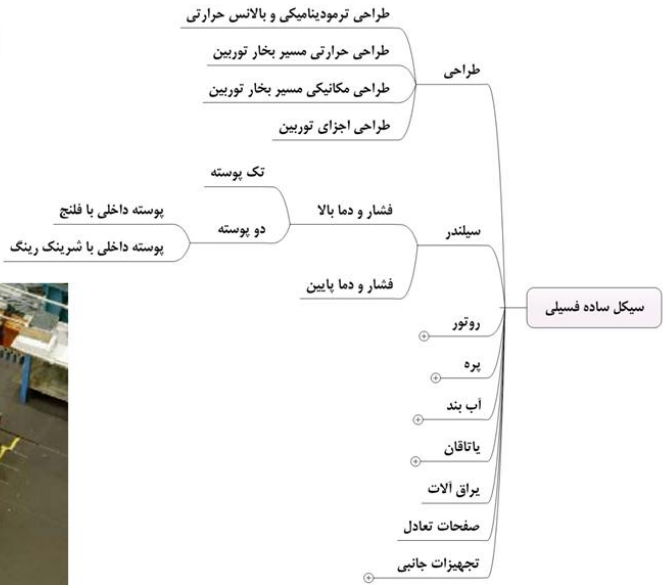 سیکل ساده فسیلی
طراحی
طراحی ترمودینامیکی و بالانس حرارتی
طراحی حرارتی مسیر بخار توربین
طراحی مکانیکی مسیر بخار توربین
طراحی اجزای توربین
سیلندر
فشار و دما بالا
تک پوسته
دو پوسته
پوسته داخلی با فلنج
پوسته داخلی با شرینک رینگ
فشار و دما پایین
روتور
پره
آب بند
یاتاقان
یراق آلات
صفحات تعادل
تجهیزات جانبی